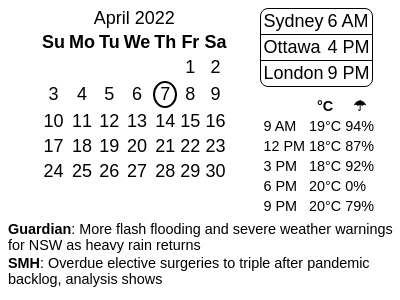 April 2022
Su Mo Tu We Th Fr Sa
1 2
3 4 5 6 7 8 9
10 11 12 13 14 15 16
17 18 19 20 21 22 23
24 25 26 27 28 29 30
Sydney 6 AM
Ottawa 4 PM
London 9 PM
°C ☂
9 AM 19°C 94%
12 PM 18°C 87%
3 PM 18°C 92%
6 PM 20°C 0%
9 PM 20°C 79%
Guardian: More flash flooding and severe weather warnings
for NSW as heavy rain returns
SMH: Overdue elective surgeries to triple after pandemic
backlog, analysis shows